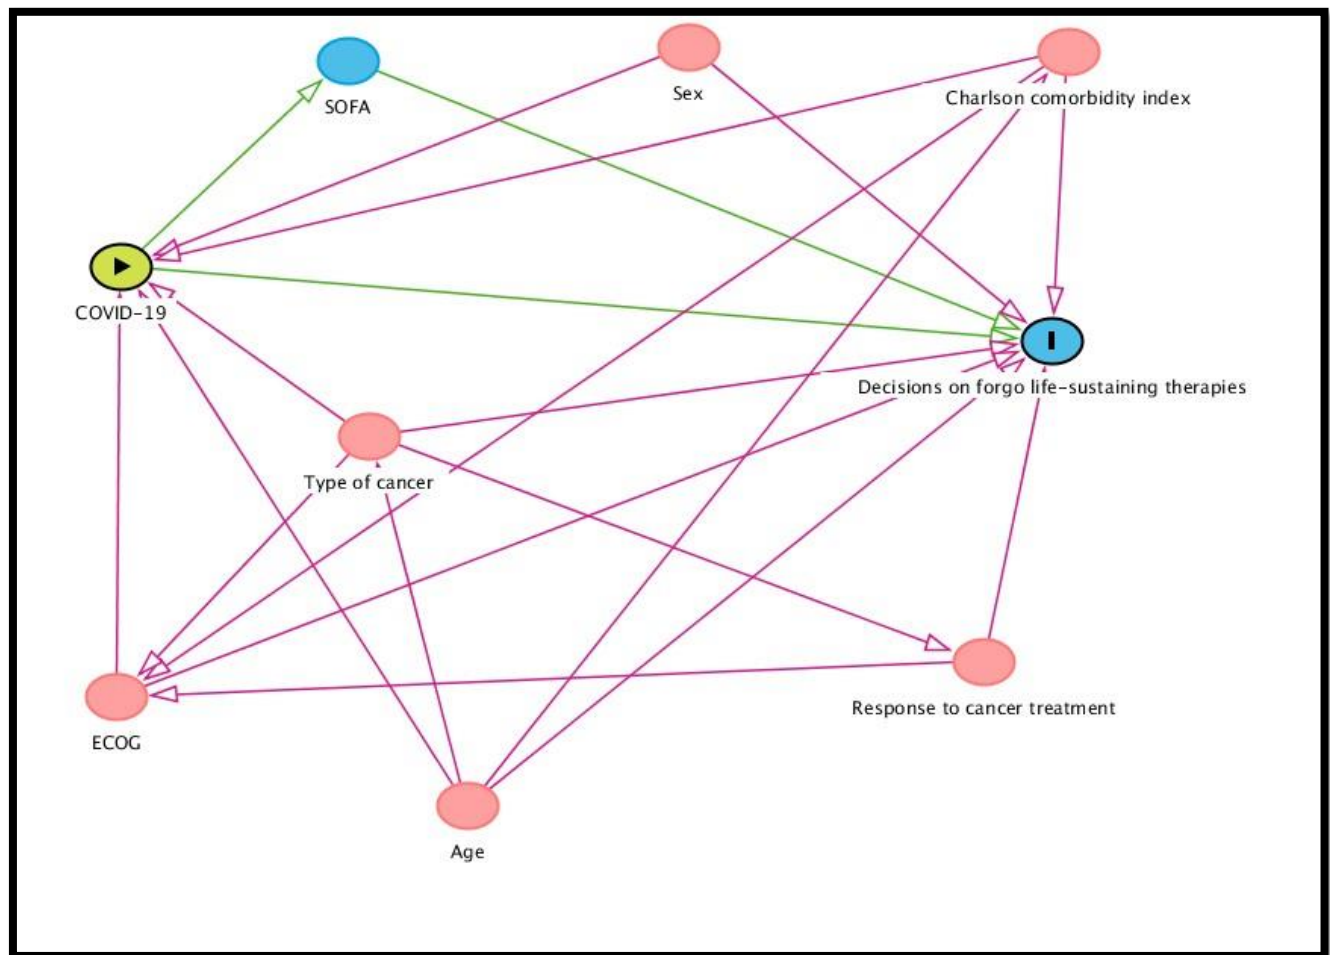 Sex
SOFA
Charlson comorbidity index
COVID-19
Decisions on forgo life-sustaining therapies
Type of cancer
Response to cancer treatment
ECOG
Age